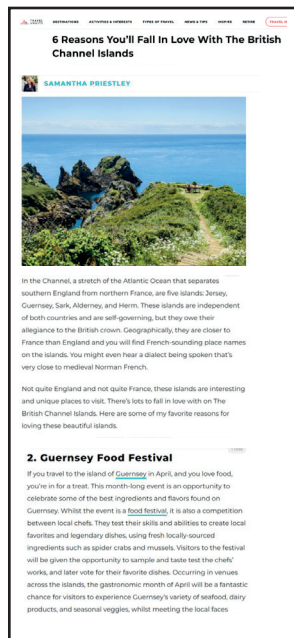 DESTINATIONS ACTIVITIES & INTERESTS TYPES OF TRAVEL NEWS & TIPS INSPIRE RETIRE
6 Reasons You’ll Fall In Love With The British
Channel Islands
SAMANTHA PRIESTLEY
In the Channel, a stretch of the Atlantic Ocean that separates
southern England from northern France, are five islands: Jersey,
Guernsey, Sark, Alderney, and Herm. These islands are independent
of both countries and are self-governing, but they owe their
allegiance to the British crown. Geographically, they are closer to
France than England and you will find French-sounding place names
on the islands. You might even hear a dialect being spoken that’s
very close to medieval Norman French.
Not quite England and not quite France, these islands are interesting
and unique places to visit. There’s lots to fall in love with on The
British Channel Islands. Here are some of my favorite reasons for
loving these beautiful islands.
2. Guernsey Food Festival
If you travel to the island of Guernsey in April, and you love food,
you’re in for a treat. This month-long event is an opportunity to
celebrate some of the best ingredients and flavors found on
Guernsey. Whilst the event is a food festival, it is also a competition
between local chefs. They test their skills and abilities to create local
favorites and legendary dishes, using fresh locally-sourced
ingredients such as spider crabs and mussels. Visitors to the festival
will be given the opportunity to sample and taste test the chefs’
works, and later vote for their favorite dishes. Occurring in venues
across the islands, the gastronomic month of April will be a fantastic
chance for visitors to experience Guernsey’s variety of seafood, dairy
products, and seasonal veggies, whilst meeting the local faces